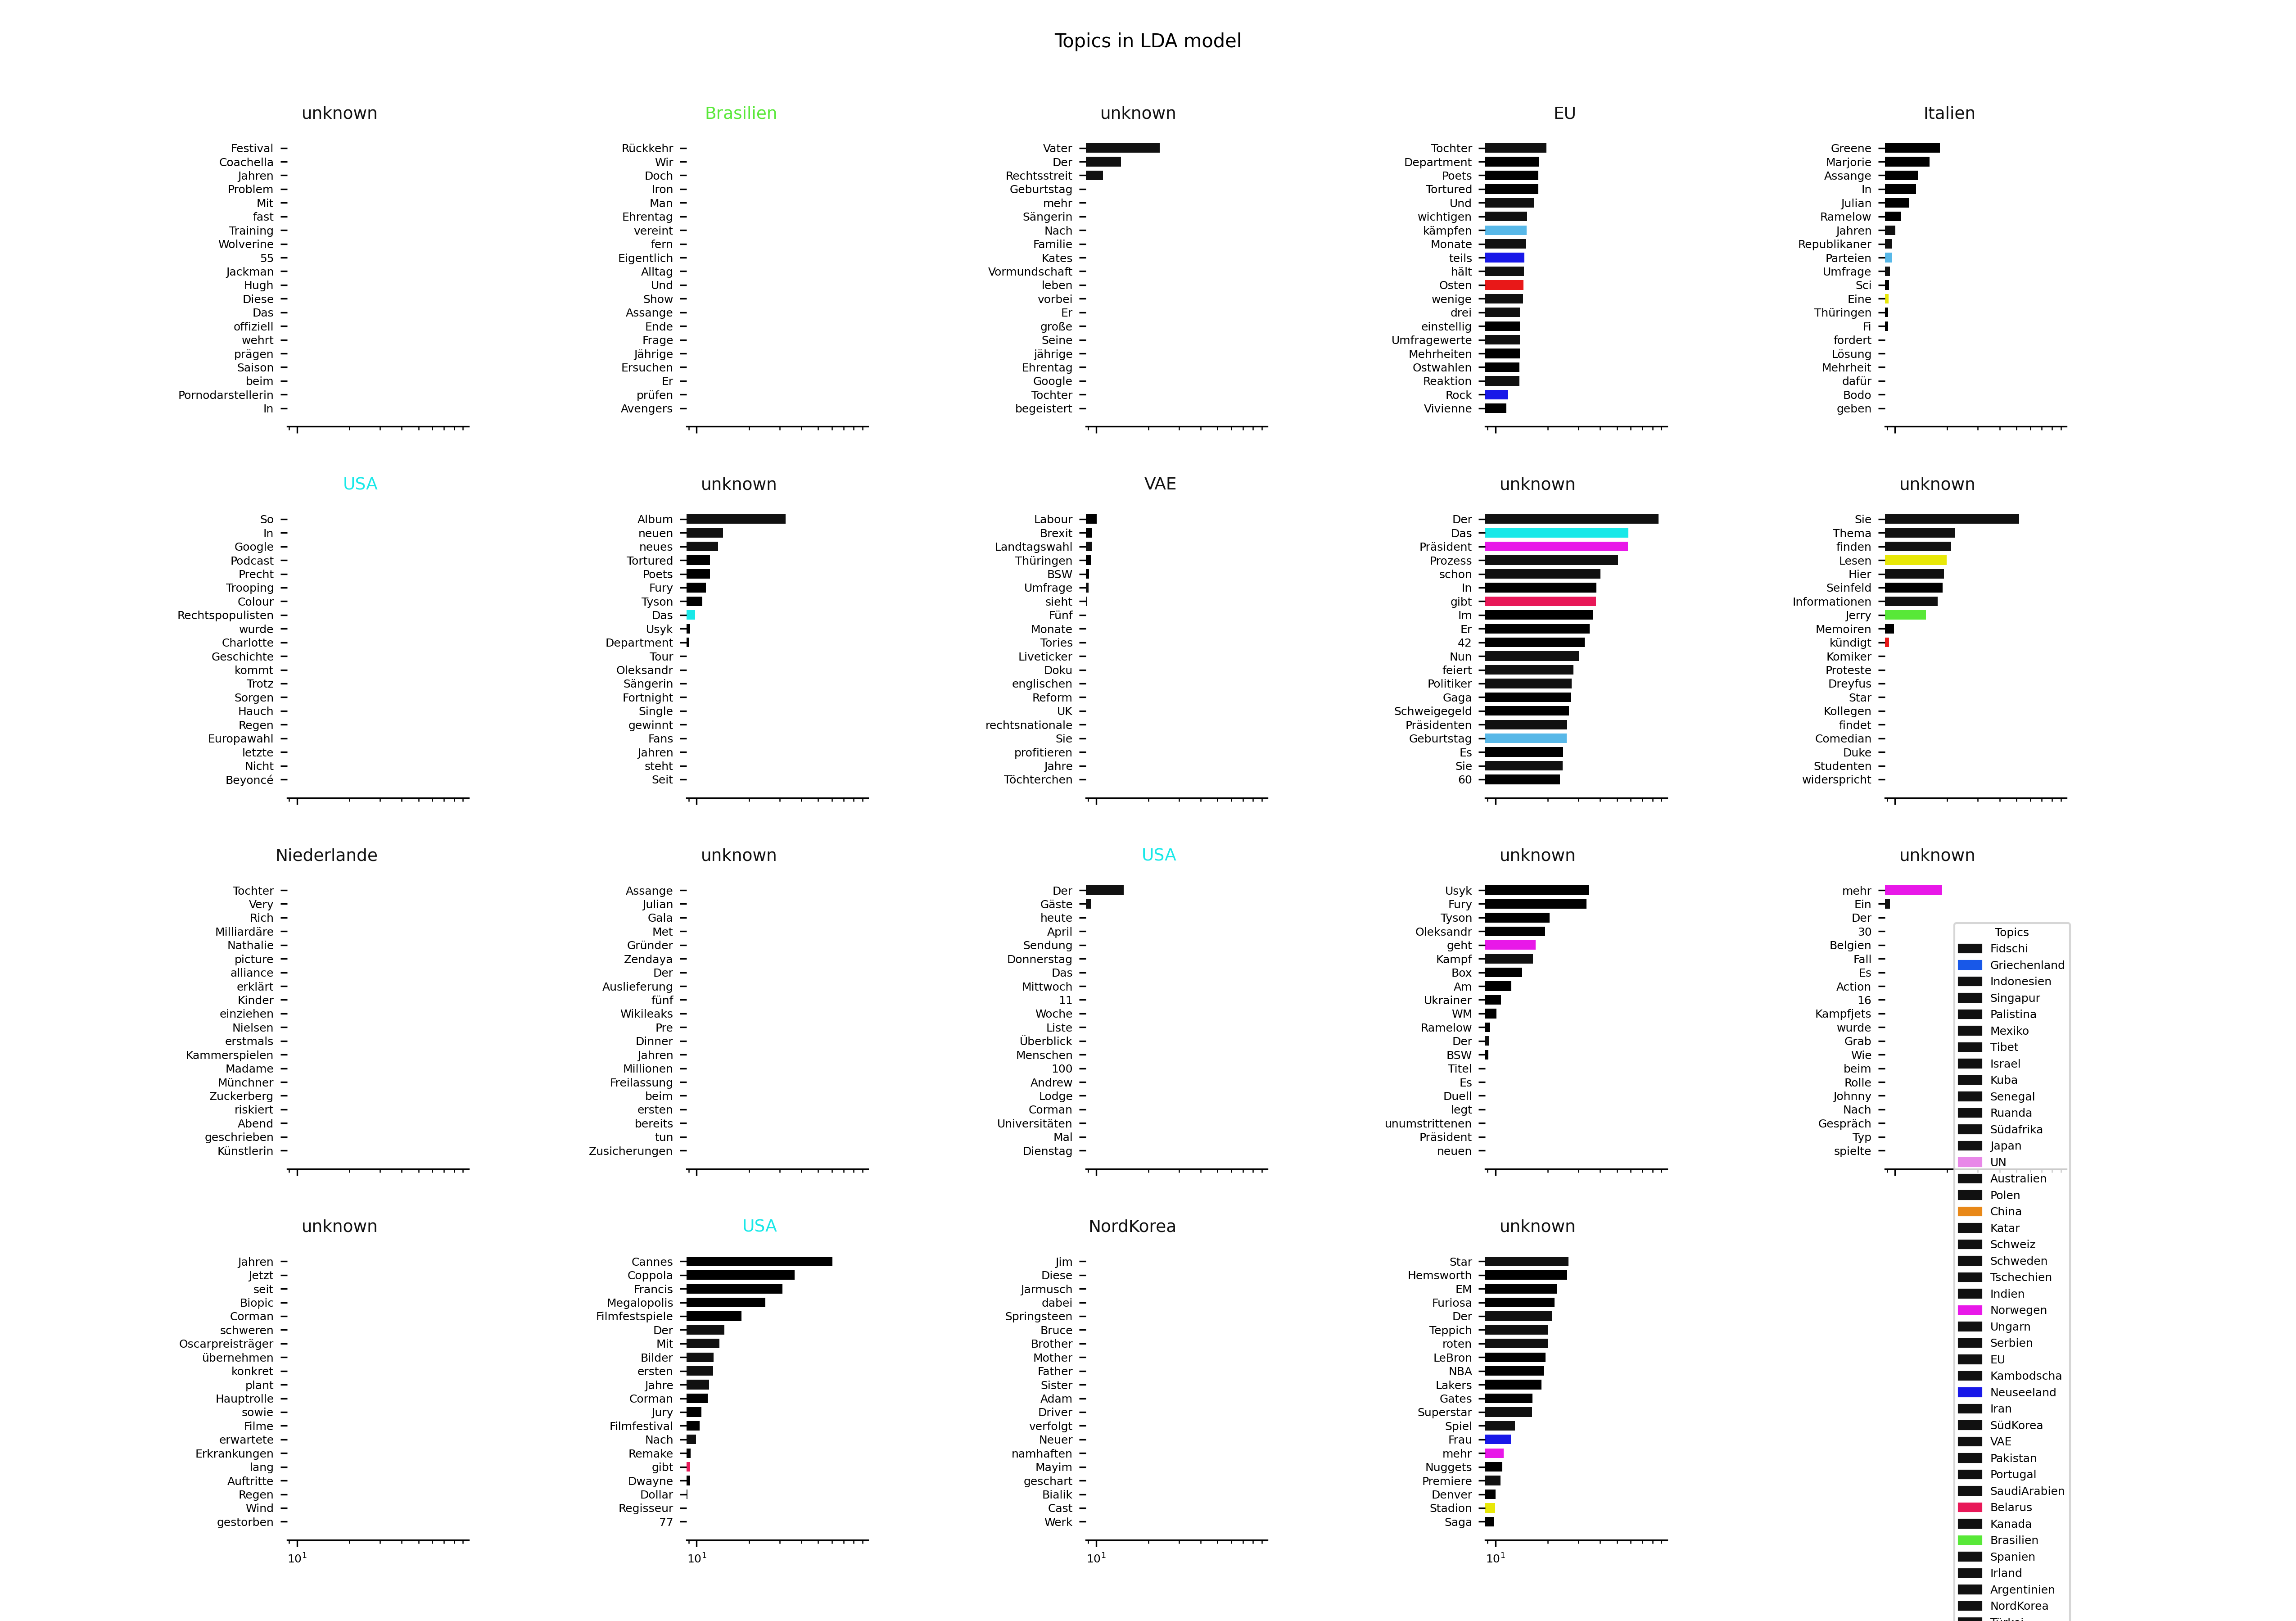 Topics in LDA model
unknown
Festival
Coachella
Jahren
Problem
Mit
fast
Training
Wolverine
55
Jackman
Hugh
Diese
Das
offiziell
wehrt
prägen
Saison
beim
Pornodarstellerin
In
Brasilien
Rückkehr
Wir
Doch
Iron
Man
Ehrentag
vereint
fern
Eigentlich
Alltag
Und
Show
Assange
Ende
Frage
Jährige
Ersuchen
Er
prüfen
Avengers
unknown
Vater
Der
Rechtsstreit
Geburtstag
mehr
Sängerin
Nach
Familie
Kates
Vormundschaft
leben
vorbei
Er
große
Seine
jährige
Ehrentag
Google
Tochter
begeistert
EU
Tochter
Department
Poets
Tortured
Und
wichtigen
kämpfen
Monate
teils
hält
Osten
wenige
drei
einstellig
Umfragewerte
Mehrheiten
Ostwahlen
Reaktion
Rock
Vivienne
Italien
Greene
Marjorie
Assange
In
Julian
Ramelow
Jahren
Republikaner
Parteien
Umfrage
Sci
Eine
Thüringen
Fi
fordert
Lösung
Mehrheit
dafür
Bodo
geben
USA
So
In
Google
Podcast
Precht
Trooping
Colour
Rechtspopulisten
wurde
Charlotte
Geschichte
kommt
Trotz
Sorgen
Hauch
Regen
Europawahl
letzte
Nicht
Beyoncé
unknown
Album
neuen
neues
Tortured
Poets
Fury
Tyson
Das
Usyk
Department
Tour
Oleksandr
Sängerin
Fortnight
Single
gewinnt
Fans
Jahren
steht
Seit
VAE
Labour
Brexit
Landtagswahl
Thüringen
BSW
Umfrage
sieht
Fünf
Monate
Tories
Liveticker
Doku
englischen
Reform
UK
rechtsnationale
Sie
profitieren
Jahre
Töchterchen
unknown
Der
Das
Präsident
Prozess
schon
In
gibt
Im
Er
42
Nun
feiert
Politiker
Gaga
Schweigegeld
Präsidenten
Geburtstag
Es
Sie
60
unknown
Sie
Thema
finden
Lesen
Hier
Seinfeld
Informationen
Jerry
Memoiren
kündigt
Komiker
Proteste
Dreyfus
Star
Kollegen
findet
Comedian
Duke
Studenten
widerspricht
Niederlande
Tochter
Very
Rich
Milliardäre
Nathalie
picture
alliance
erklärt
Kinder
einziehen
Nielsen
erstmals
Kammerspielen
Madame
Münchner
Zuckerberg
riskiert
Abend
geschrieben
Künstlerin
unknown
Assange
Julian
Gala
Met
Gründer
Zendaya
Der
Auslieferung
fünf
Wikileaks
Pre
Dinner
Jahren
Millionen
Freilassung
beim
ersten
bereits
tun
Zusicherungen
USA
Der
Gäste
heute
April
Sendung
Donnerstag
Das
Mittwoch
11
Woche
Liste
Überblick
Menschen
100
Andrew
Lodge
Corman
Universitäten
Mal
Dienstag
unknown
Usyk
Fury
Tyson
Oleksandr
geht
Kampf
Box
Am
Ukrainer
WM
Ramelow
Der
BSW
Titel
Es
Duell
legt
unumstrittenen
Präsident
neuen
unknown
mehr
Ein
Der
30
Belgien
Fall
Es
Action
16
Kampfjets
wurde
Grab
Wie
beim
Rolle
Johnny
Nach
Gespräch
Typ
spielte
unknown
Jahren
Jetzt
seit
Biopic
Corman
schweren
Oscarpreisträger
übernehmen
konkret
plant
Hauptrolle
sowie
Filme
erwartete
Erkrankungen
lang
Auftritte
Regen
Wind
gestorben
10¹
USA
Cannes
Coppola
Francis
Megalopolis
Filmfestspiele
Der
Mit
Bilder
ersten
Jahre
Corman
Jury
Filmfestival
Nach
Remake
gibt
Dwayne
Dollar
Regisseur
77
10¹
NordKorea
Jim
Diese
Jarmusch
dabei
Springsteen
Bruce
Brother
Mother
Father
Sister
Adam
Driver
verfolgt
Neuer
namhaften
Mayim
geschart
Bialik
Cast
Werk
10¹
unknown
Star
Hemsworth
EM
Furiosa
Der
Teppich
roten
LeBron
NBA
Lakers
Gates
Superstar
Spiel
Frau
mehr
Nuggets
Premiere
Denver
Stadion
Saga
10¹
Topics
Fidschi
Griechenland
Indonesien
Singapur
Palistina
Mexiko
Tibet
Israel
Kuba
Senegal
Ruanda
Südafrika
Japan
UN
Australien
Polen
China
Katar
Schweiz
Schweden
Tschechien
Indien
Norwegen
Ungarn
Serbien
EU
Kambodscha
Neuseeland
Iran
SüdKorea
VAE
Pakistan
Portugal
SaudiArabien
Belarus
Kanada
Brasilien
Spanien
Irland
Argentinien
NordKorea